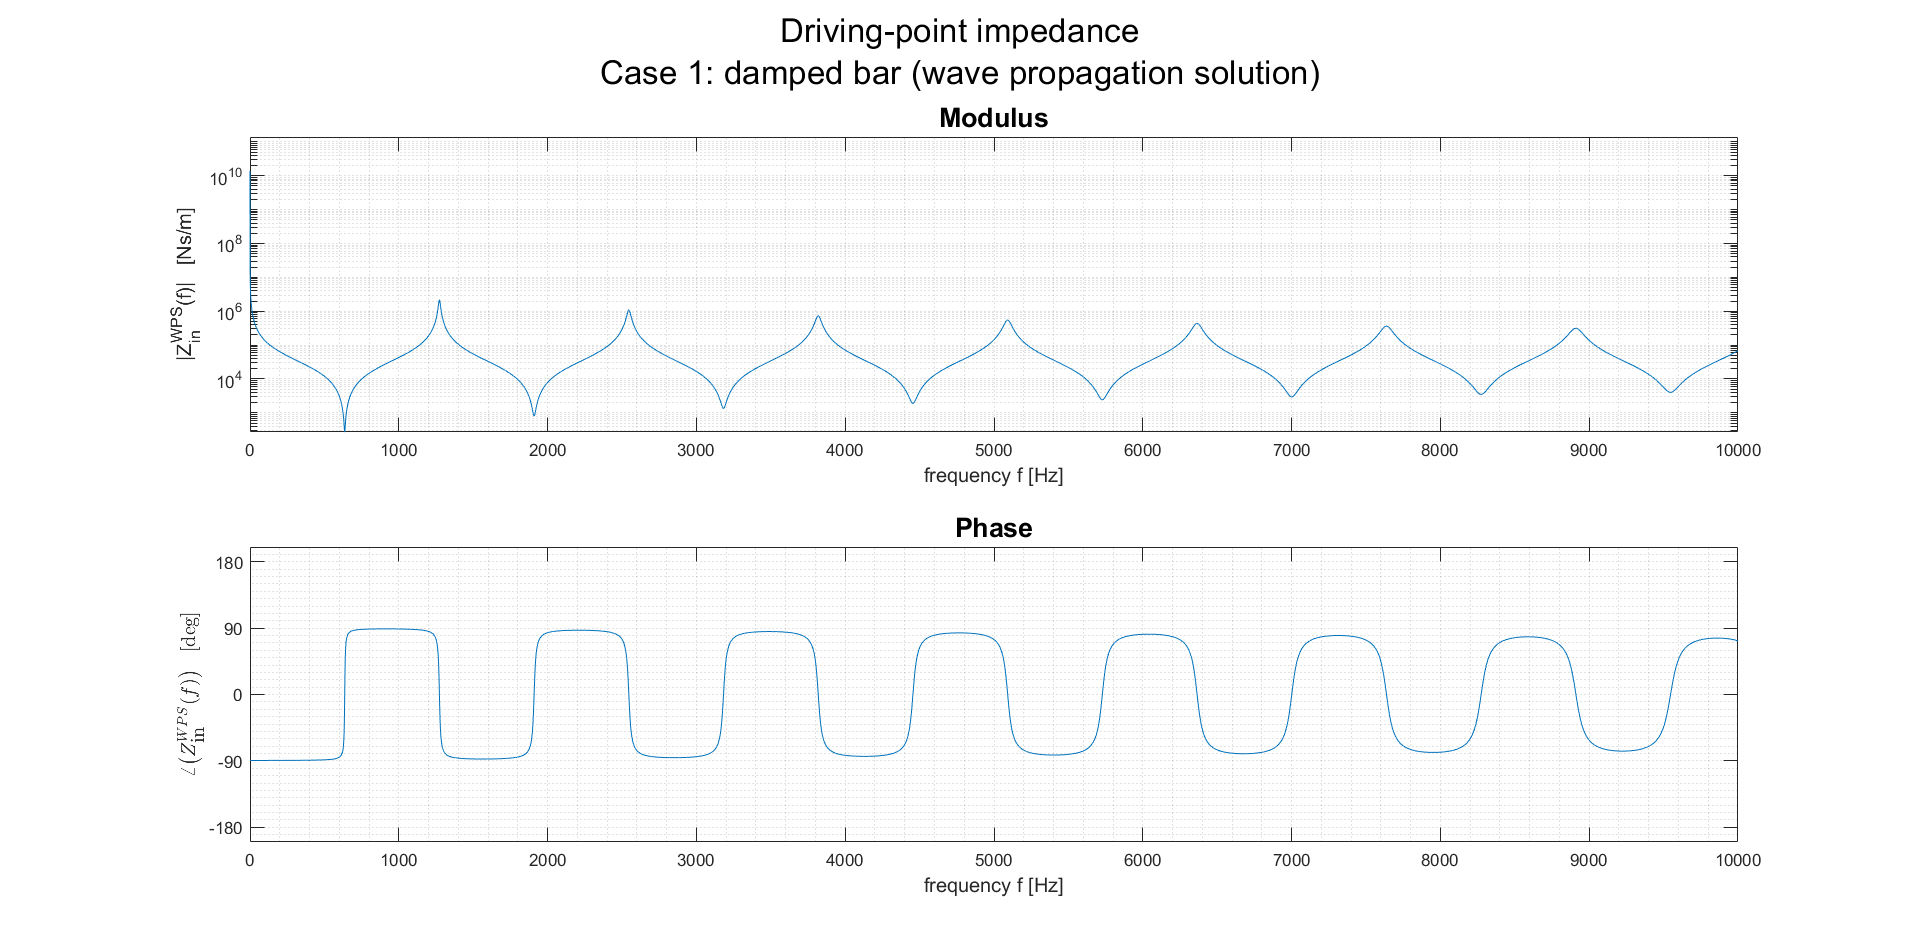 Driving-point impedance
Case 1: damped bar (wave propagation solution)
Modulus
|Z_in^WPS(f)| [Ns/m]
10^10
10^8
10^6
10^4
0 1000 2000 3000 4000 5000 6000 7000 8000 9000 10000
frequency f [Hz]
Phase
∠(Z_in^WPS(f)) [deg]
180
90
0
-90
-180
0 1000 2000 3000 4000 5000 6000 7000 8000 9000 10000
frequency f [Hz]